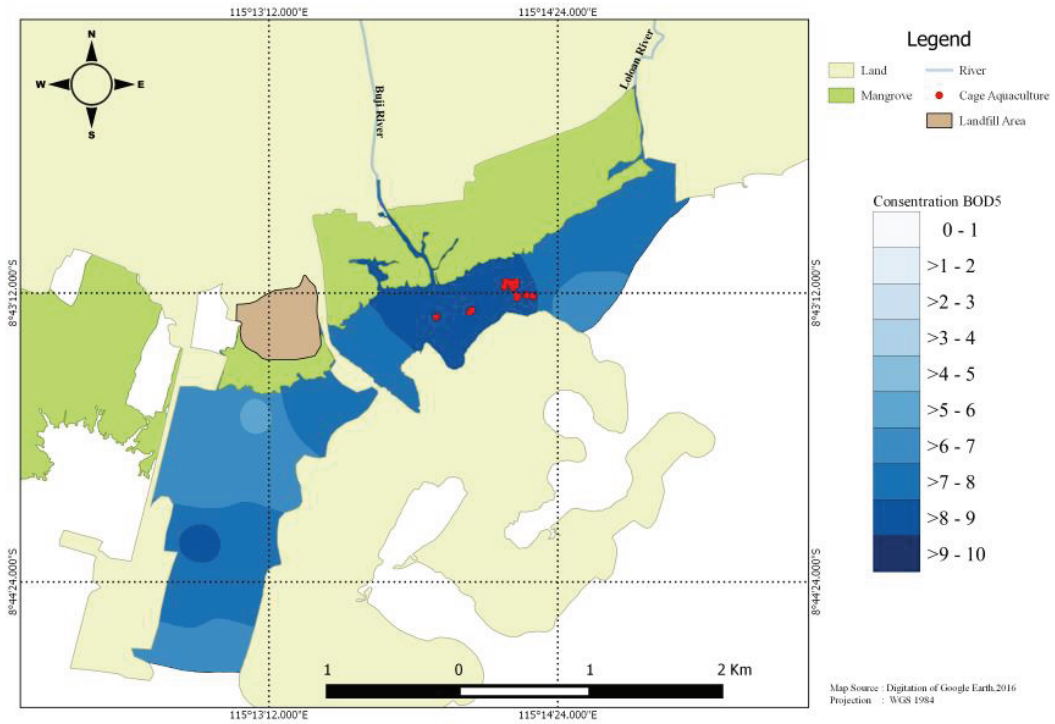 115°13'12.000"E
115°14'24.000"E
N
W
E
S
Buji River
Loloan River
8°43'12.000"S
8°43'12.000"S
8°44'24.000"S
8°44'24.000"S
1 0 1 2 Km
115°13'12.000"E
115°14'24.000"E
Legend
Land
River
Mangrove
Cage Aquaculture
Landfill Area
Consentration BOD5
0 - 1
>1 - 2
>2 - 3
>3 - 4
>4 - 5
>5 - 6
>6 - 7
>7 - 8
>8 - 9
>9 - 10
Map Source : Digitation of Google Earth,2016
Projection : WGS 1984